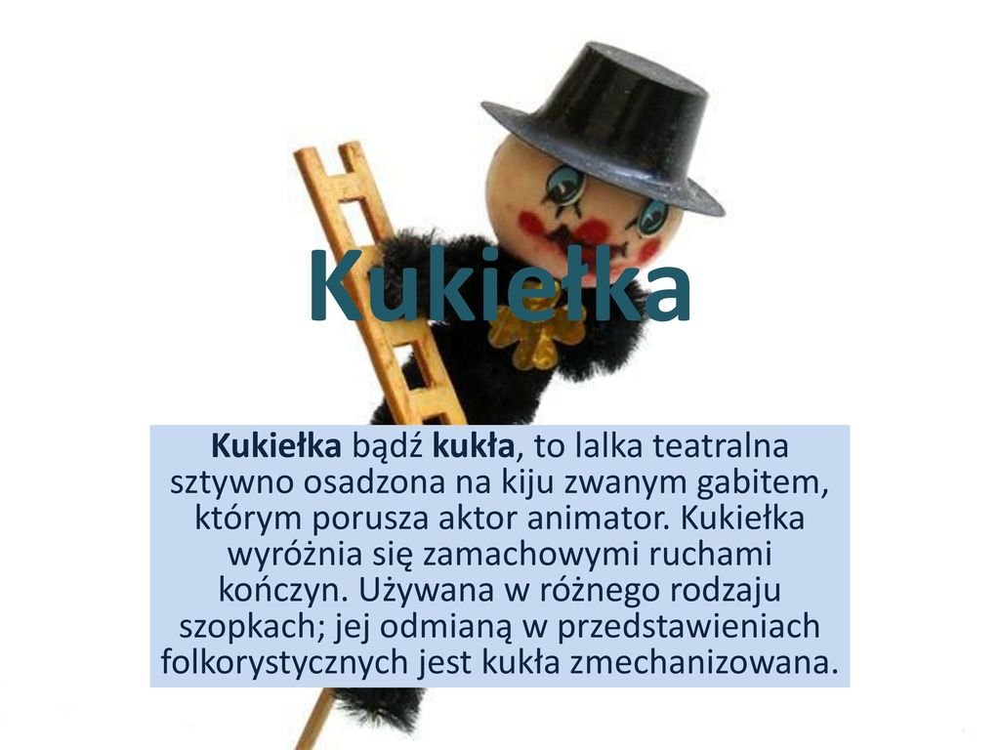 Kukiełka
Kukiełka bądź kukła, to lalka teatralna
sztywno osadzona na kiju zwanym gabitem,
którym porusza aktor animator. Kukiełka
wyróżnia się zamachowymi ruchami
kończyn. Używana w różnego rodzaju
szopkach; jej odmianą w przedstawieniach
folkorystycznych jest kukła zmechanizowana.